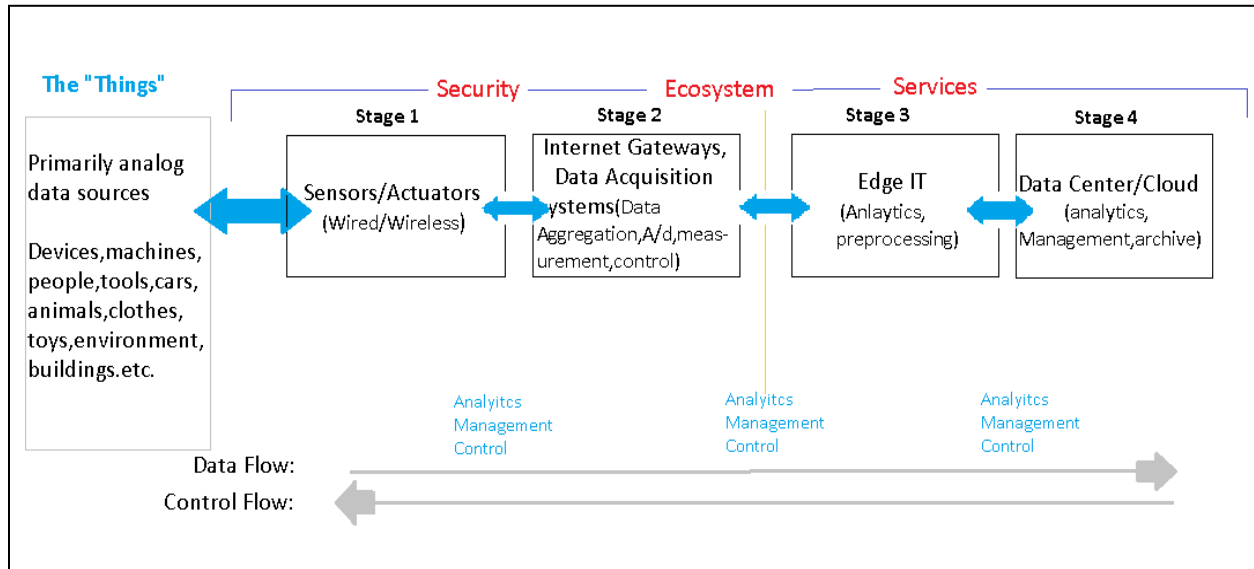 The "Things"
Security
Ecosystem
Services
Stage 1
Stage 2
Stage 3
Stage 4
Primarily analog
data sources
Devices,machines,
people,tools,cars,
animals,clothes,
toys,environment,
buildings.etc.
Sensors/Actuators
(Wired/Wireless)
Internet Gateways,
Data Acquisition
ystems(Data
Aggregation,A/d,meas-
urement,control)
Edge IT
(Anlaytics,
preprocessing)
Data Center/Cloud
(analytics,
Management,archive)
Analyitcs
Management
Control
Analyitcs
Management
Control
Analyitcs
Management
Control
Data Flow:
Control Flow: